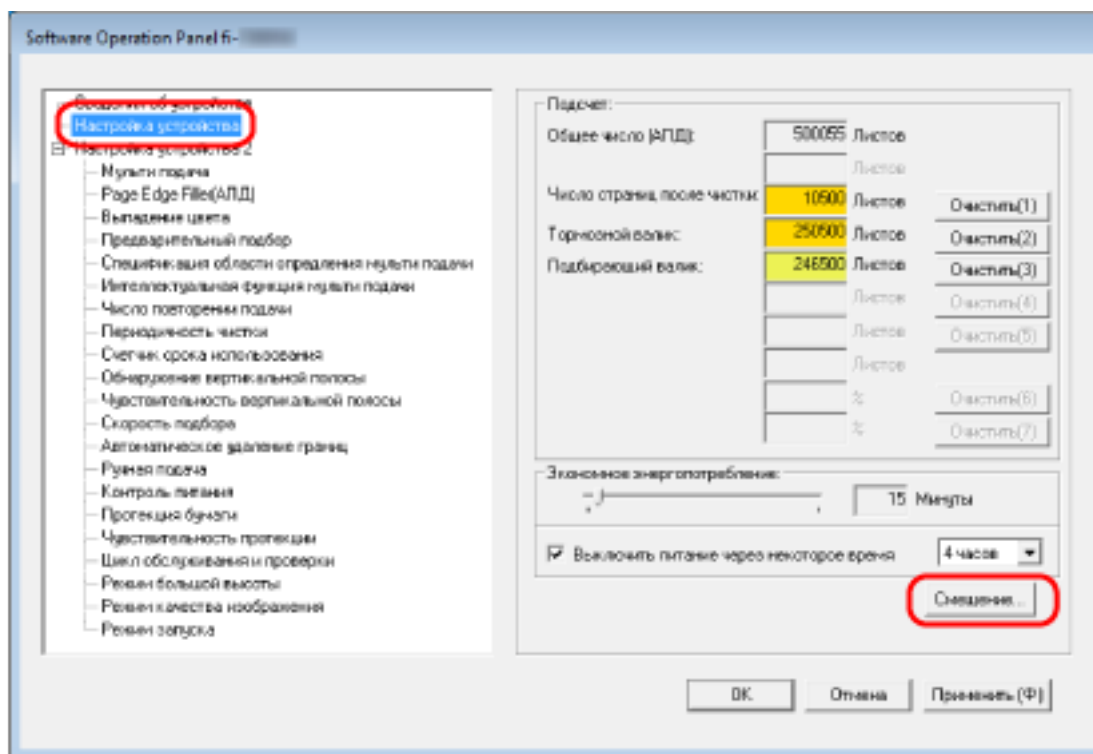 Software Operation Panel fi-
Сведения об устройстве
Настройка устройства
Настройка устройства 2
Мульти подача
Page Edge Filler(АПД)
Выпадение цвета
Предварительный подбор
Спецификация области опредления мульти подачи
Интеллектуальная функция мульти подачи
Число повторении подачи
Периодичность чистки
Счетчик срока использования
Обнаружение вертикальной полосы
Чувствительность вертикальной полосы
Скорость подбора
Автоматическое удаление границ
Ручная подача
Контроль питания
Протекция бумаги
Чувствительность протекции
Цикл обслуживания и проверки
Режим большой высоты
Режим качества изображения
Режим запуска
Подсчет:
Общее число (АПД): 500055 Листов
Листов
Число страниц после чистки: 10500 Листов Очистить(1)
Тормозной валик: 250500 Листов Очистить(2)
Подбирающий валик: 246500 Листов Очистить(3)
Листов Очистить(4)
Листов Очистить(5)
Листов
% Очистить(6)
% Очистить(7)
Экономное энергопотребление:
15 Минуты
Выключить питание через некоторое время 4 часов
Смещение...
OK Отмена Применить (Ф)